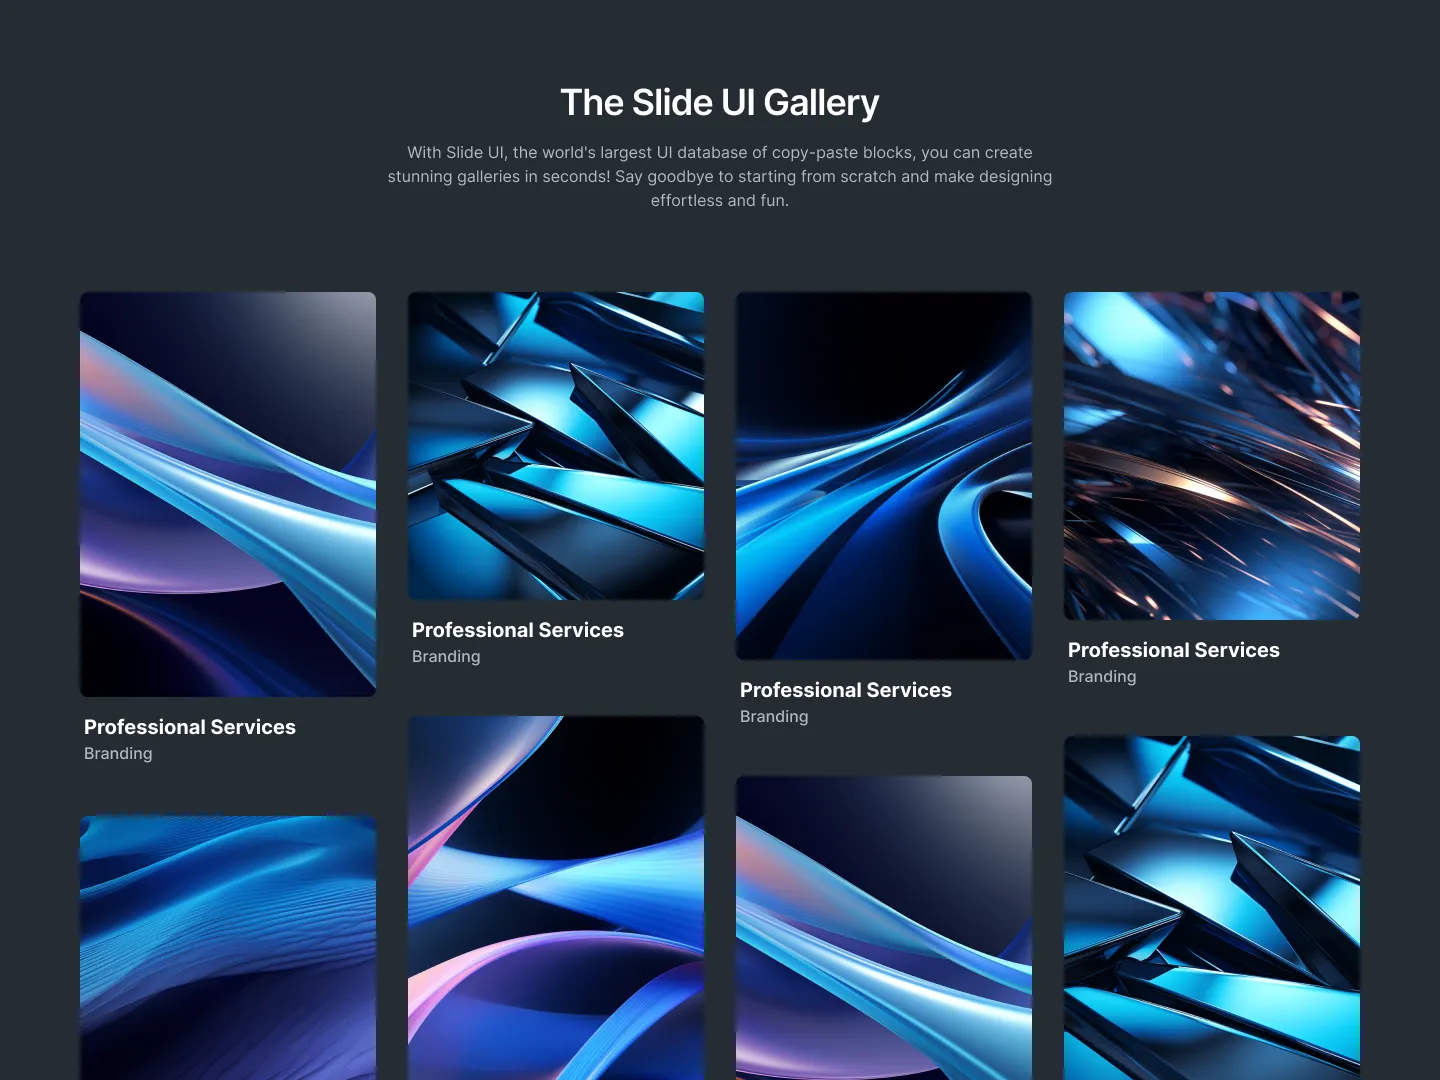 The Slide UI Gallery
With Slide UI, the world's largest UI database of copy-paste blocks, you can create
stunning galleries in seconds! Say goodbye to starting from scratch and make designing
effortless and fun.
Professional Services
Branding
Professional Services
Branding
Professional Services
Branding
Professional Services
Branding